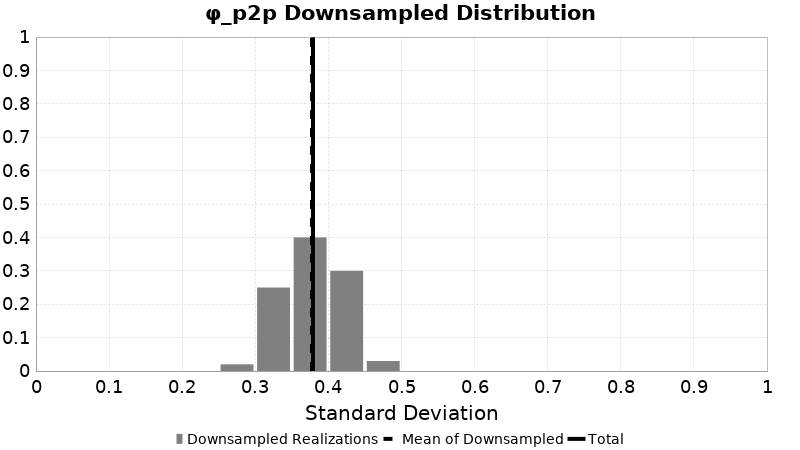 φ_p2p Downsampled Distribution
1
0.9
0.8
0.7
0.6
0.5
0.4
0.3
0.2
0.1
0
0 0.1 0.2 0.3 0.4 0.5 0.6 0.7 0.8 0.9 1
Standard Deviation
Downsampled Realizations Mean of Downsampled Total